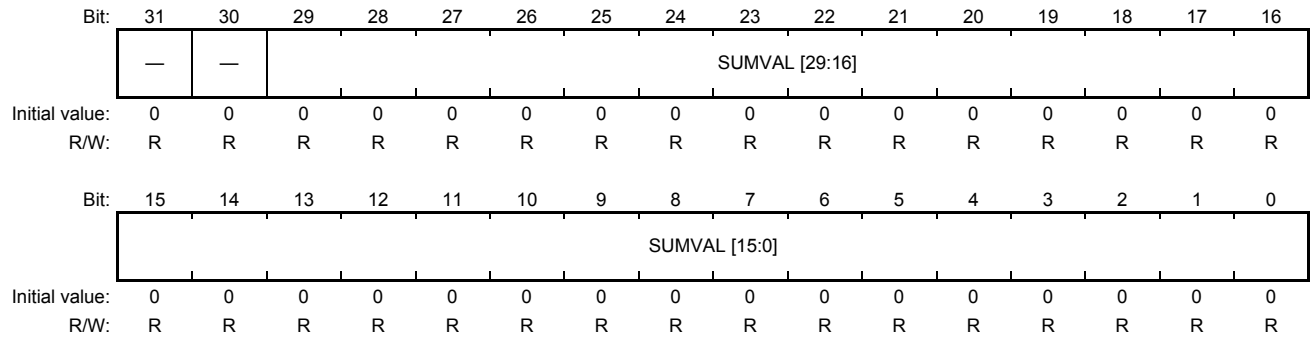 Bit: 31 30 29 28 27 26 25 24 23 22 21 20 19 18 17 16
— — SUMVAL [29:16]
Initial value: 0 0 0 0 0 0 0 0 0 0 0 0 0 0 0 0
R/W: R R R R R R R R R R R R R R R R
Bit: 15 14 13 12 11 10 9 8 7 6 5 4 3 2 1 0
SUMVAL [15:0]
Initial value: 0 0 0 0 0 0 0 0 0 0 0 0 0 0 0 0
R/W: R R R R R R R R R R R R R R R R